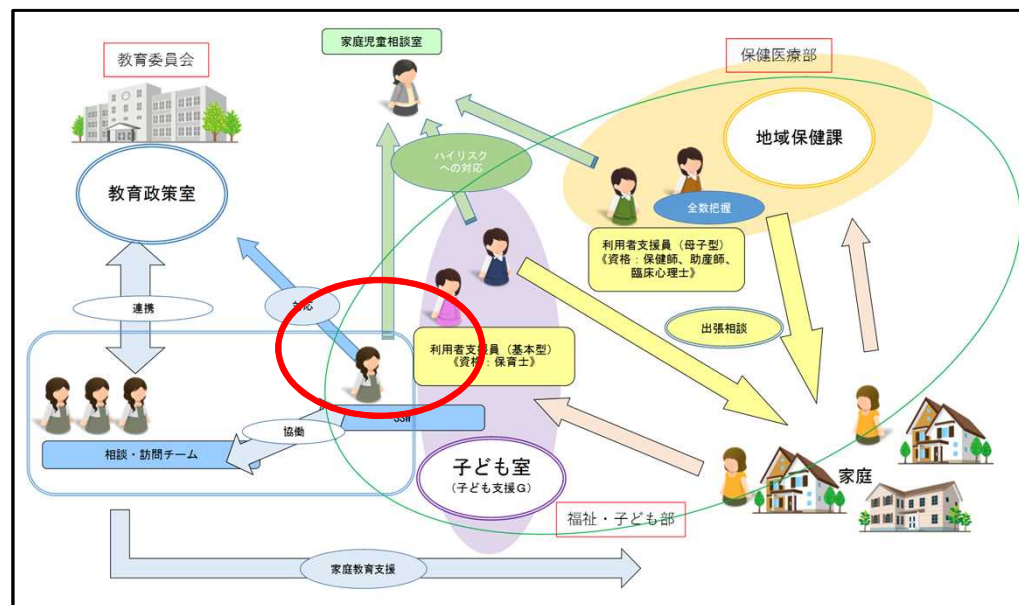 家庭児童相談室
教育委員会
保健医療部
地域保健課
ハイリスク
への対応
教育政策室
全数把握
利用者支援員（母子型）
《資格：保健師、助産師、
臨床心理士》
連携
対応
出張相談
利用者支援員（基本型）
《資格：保育士》
協働
相談・訪問チーム
子ども室
（子ども支援G）
家庭
福祉・子ども部
家庭教育支援